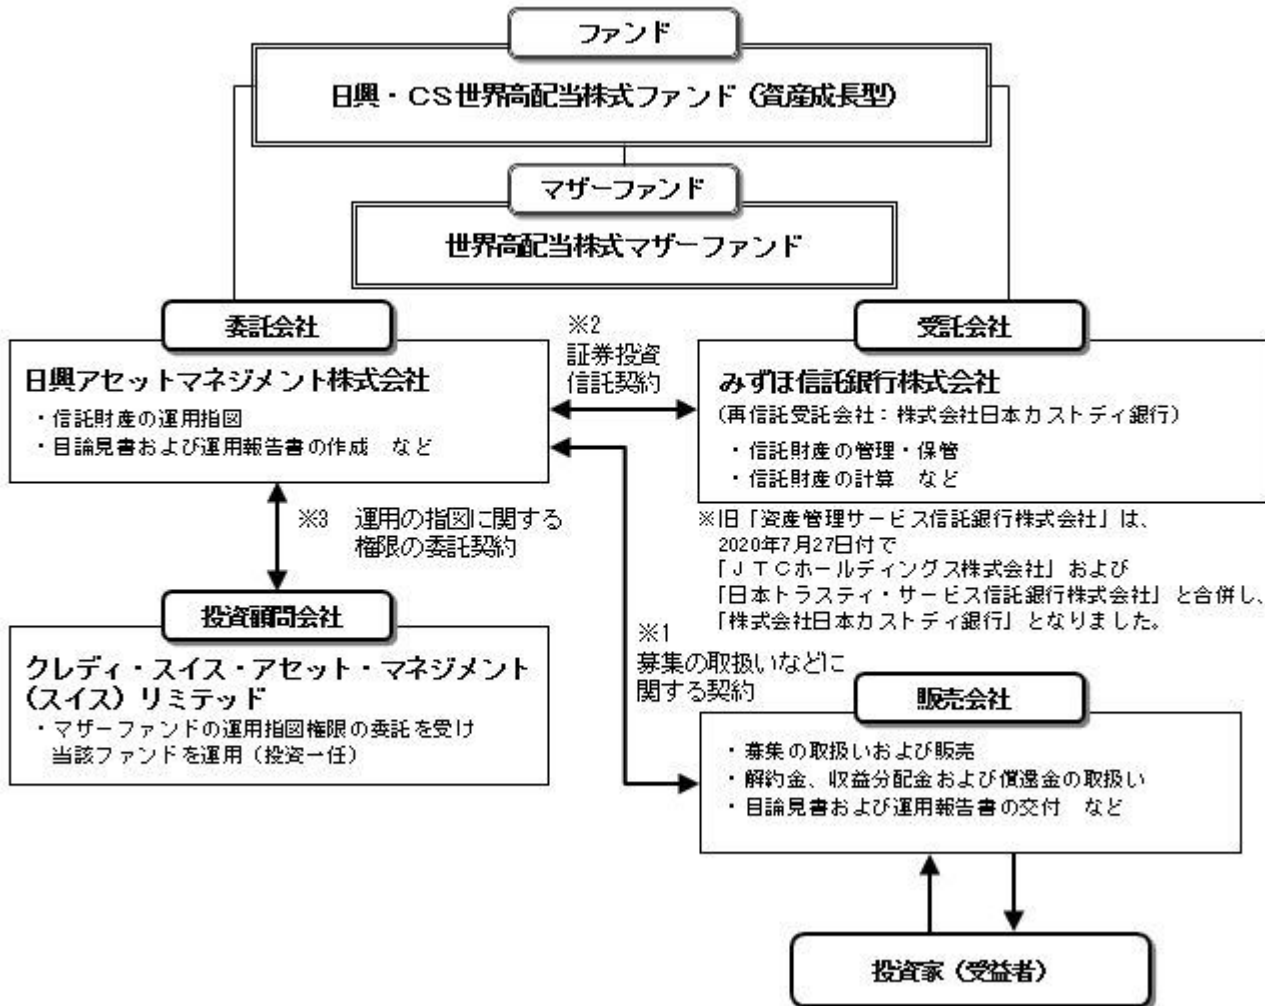 ファンド
日興・CS世界高配当株式ファンド（資産成長型）
マザーファンド
世界高配当株式マザーファンド
委託会社
日興アセットマネジメント株式会社
・信託財産の運用指図
・目論見書および運用報告書の作成　など
※2
証券投資
信託契約
受託会社
みずほ信託銀行株式会社
（再信託受託会社：株式会社日本カストディ銀行）
・信託財産の管理・保管
・信託財産の計算　など
※旧「資産管理サービス信託銀行株式会社」は、
2020年7月27日付で
「ＪＴＣホールディングス株式会社」および
「日本トラスティ・サービス信託銀行株式会社」と合併し、
「株式会社日本カストディ銀行」となりました。
※3　運用の指図に関する
権限の委託契約
投資顧問会社
クレディ・スイス・アセット・マネジメント
（スイス）リミテッド
・マザーファンドの運用指図権限の委託を受け
当該ファンドを運用（投資一任）
※1
募集の取扱いなどに
関する契約
販売会社
・募集の取扱いおよび販売
・解約金、収益分配金および償還金の取扱い
・目論見書および運用報告書の交付　など
投資家（受益者）